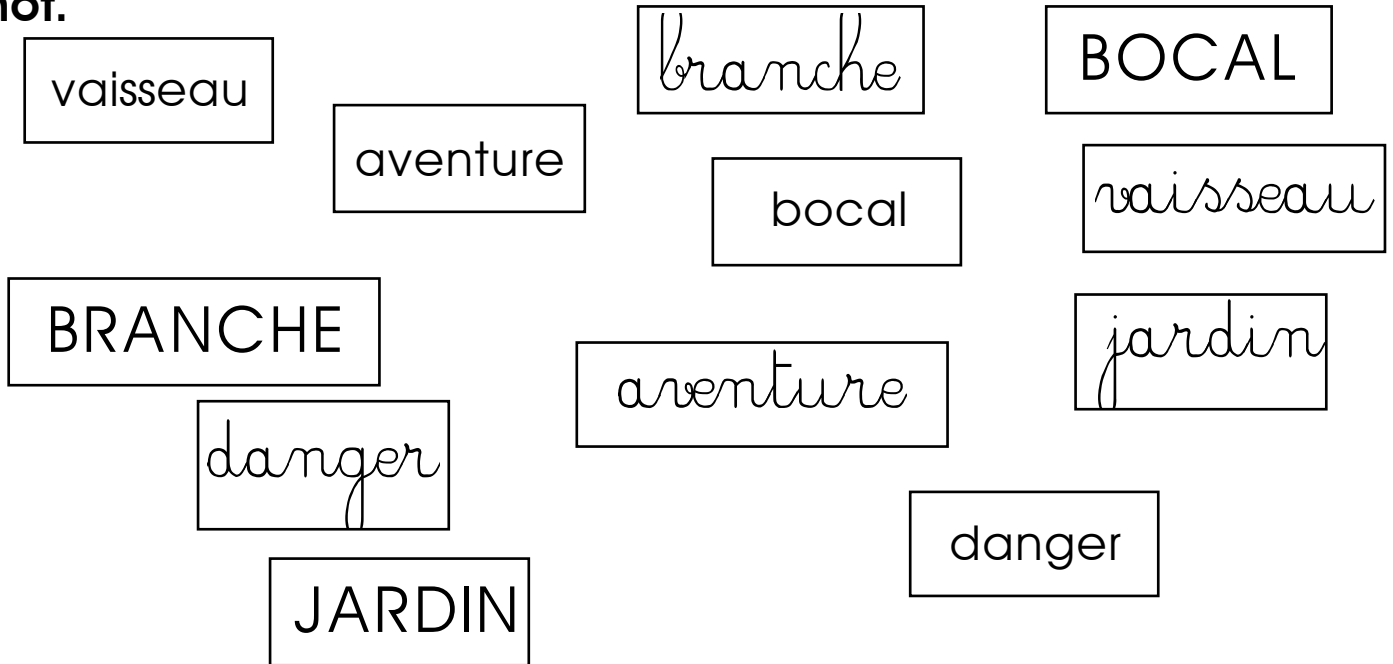 mot.
branche
BOCAL
vaisseau
aventure
bocal
vaisseau
BRANCHE
jardin
aventure
danger
danger
JARDIN